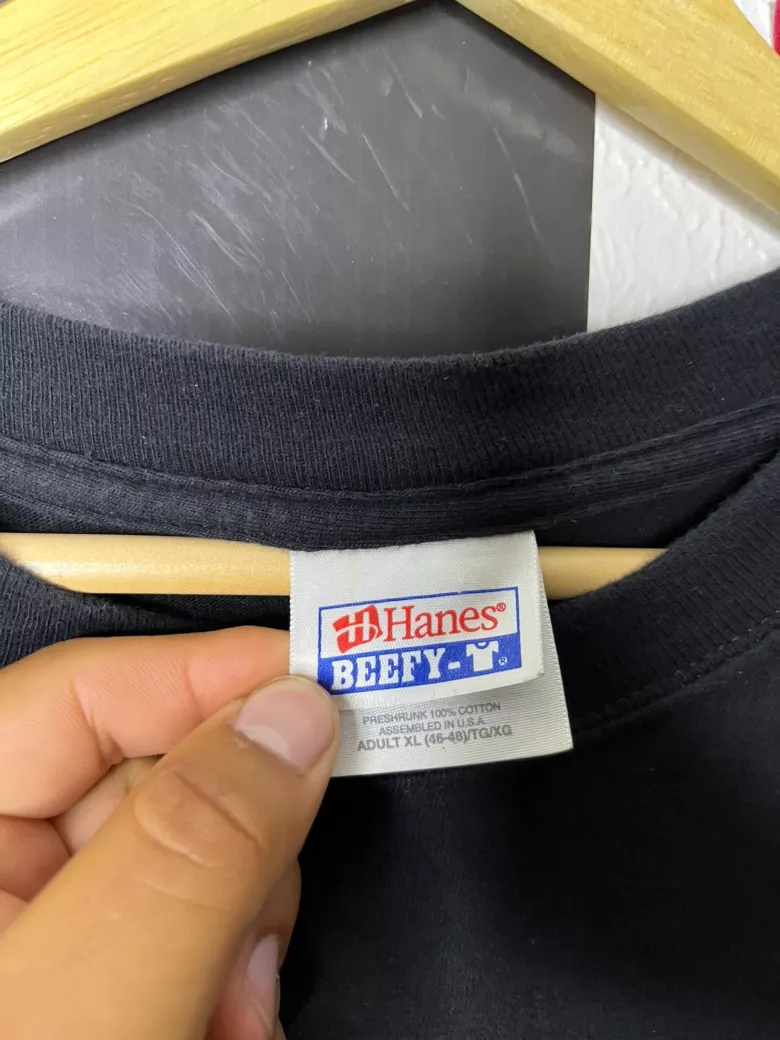 Hanes®
BEEFY-T®
PRESHRUNK 100% COTTON
ASSEMBLED IN U.S.A.
ADULT XL (46-48)/TG/XG